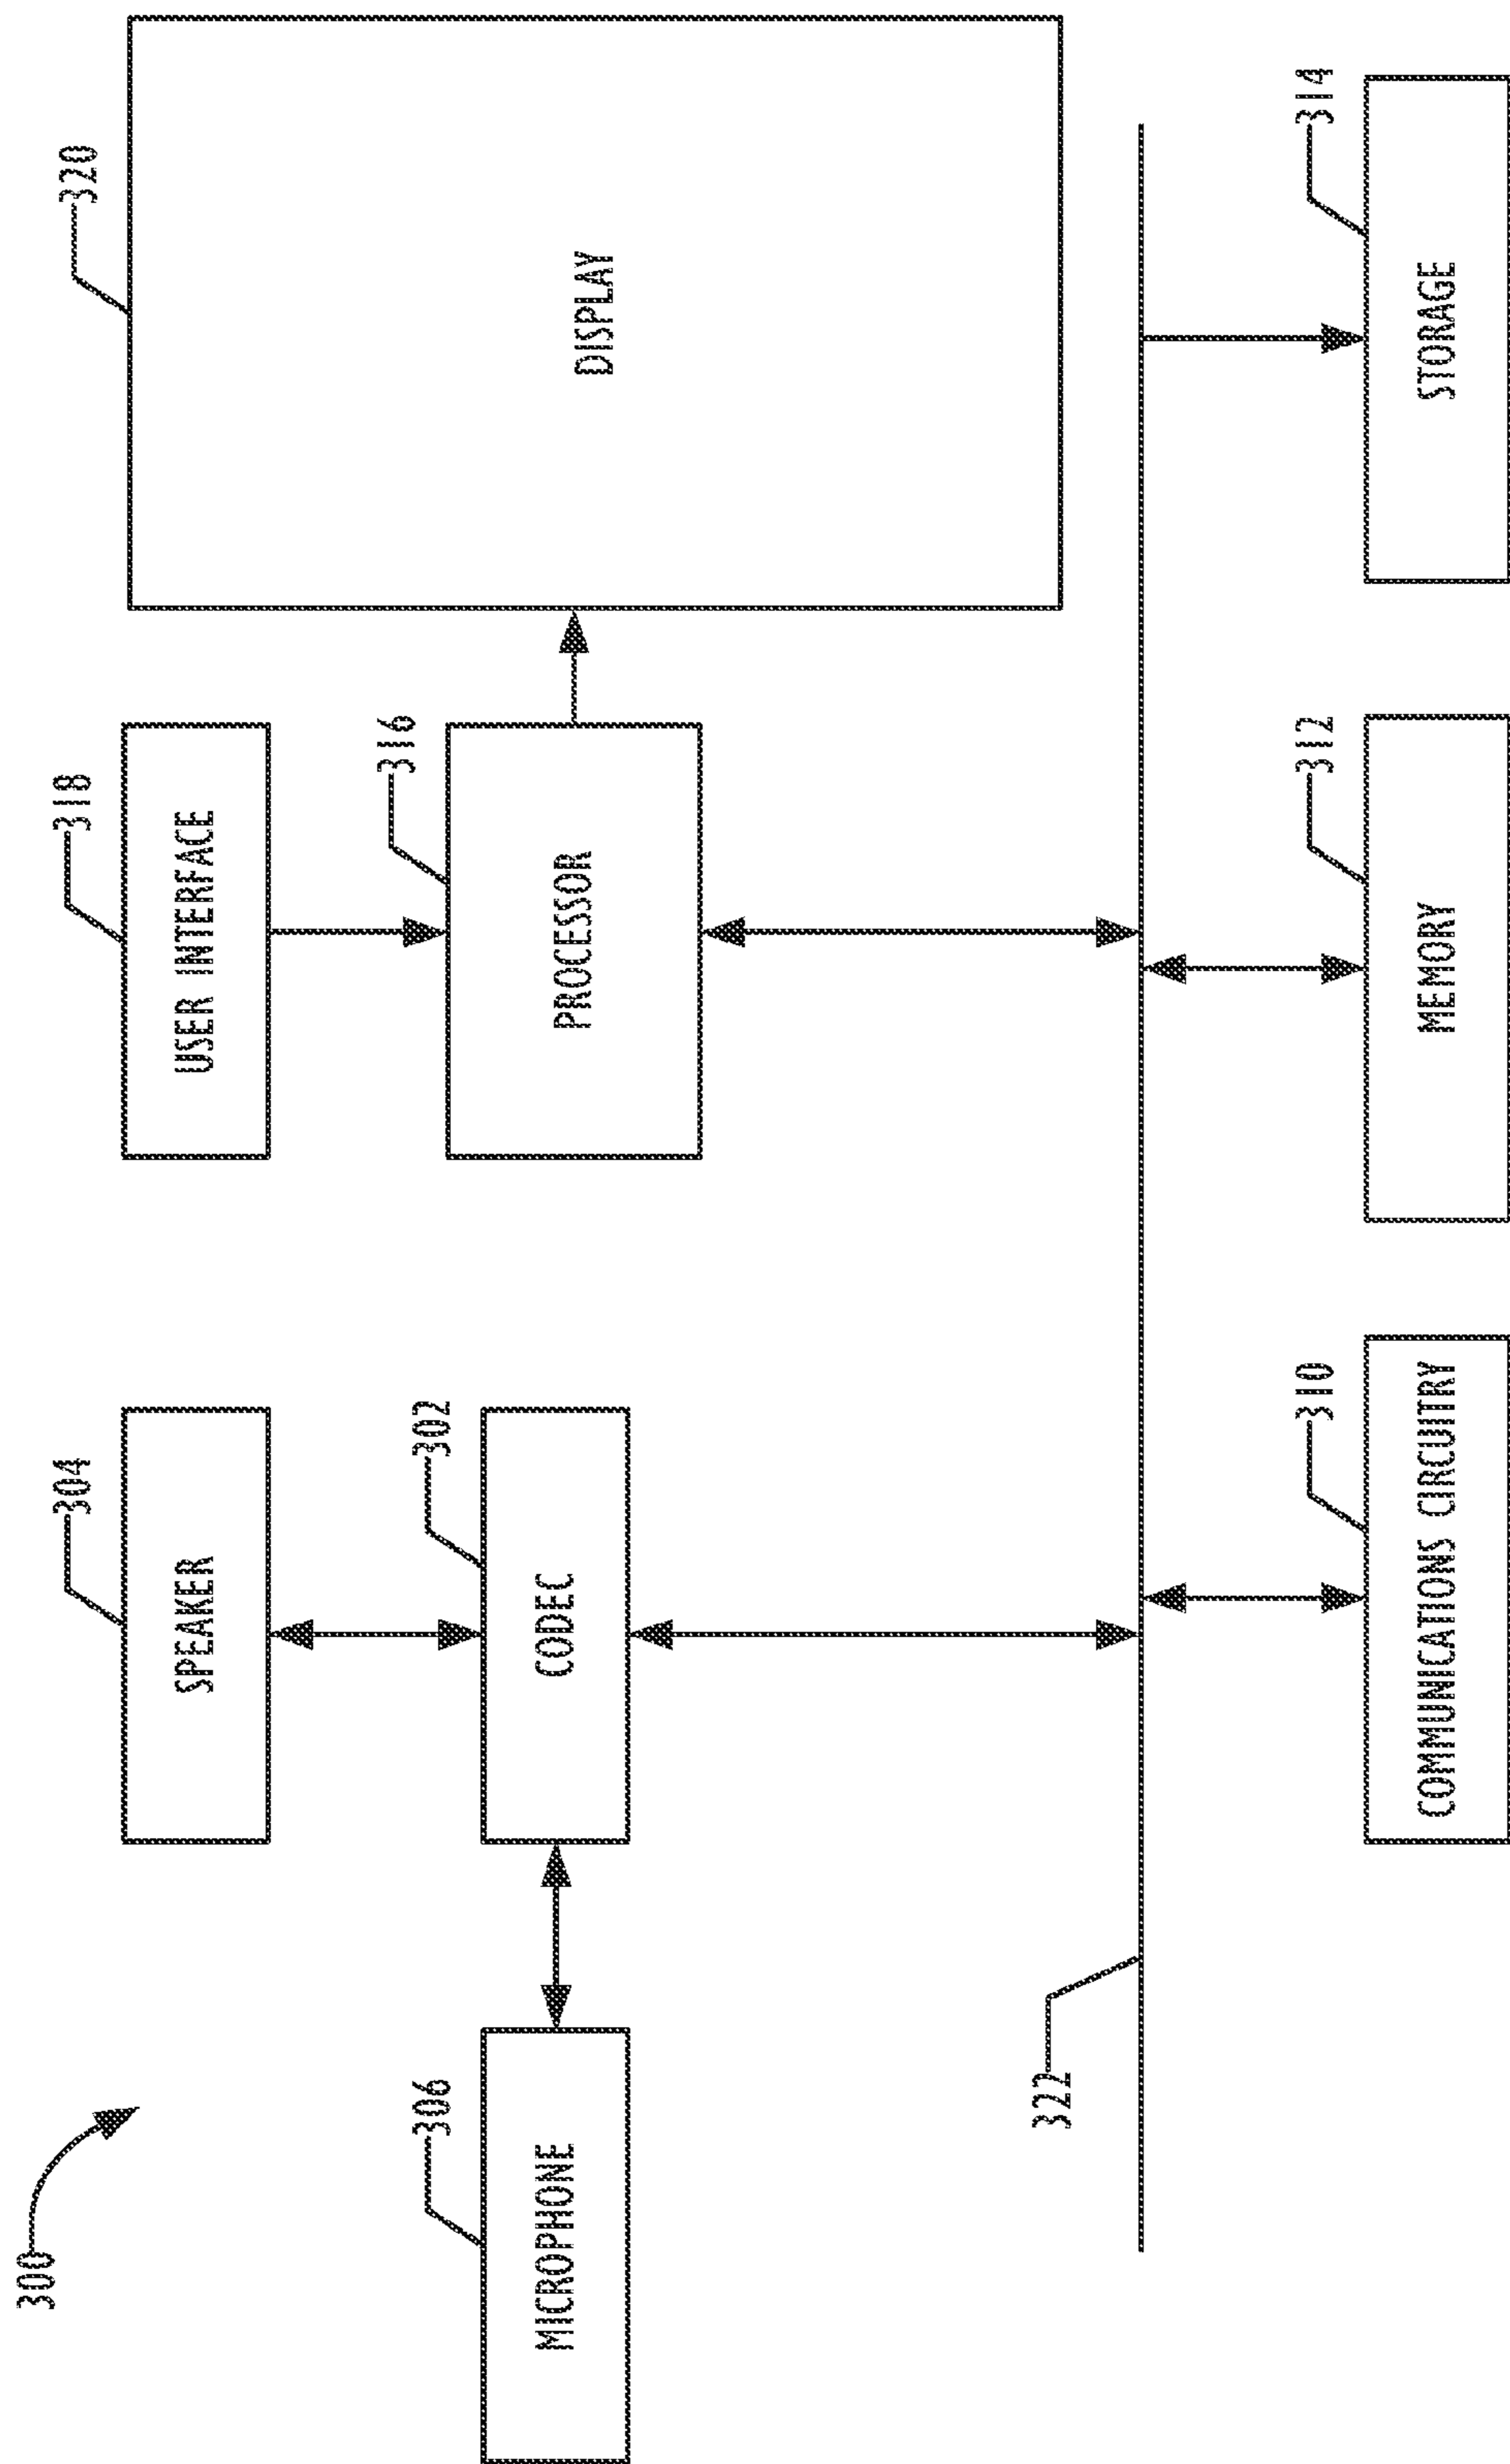 300
304
SPEAKER
318
USER INTERFACE
320
DISPLAY
306
MICROPHONE
302
CODEC
316
PROCESSOR
322
310
COMMUNICATIONS CIRCUITRY
312
MEMORY
314
STORAGE